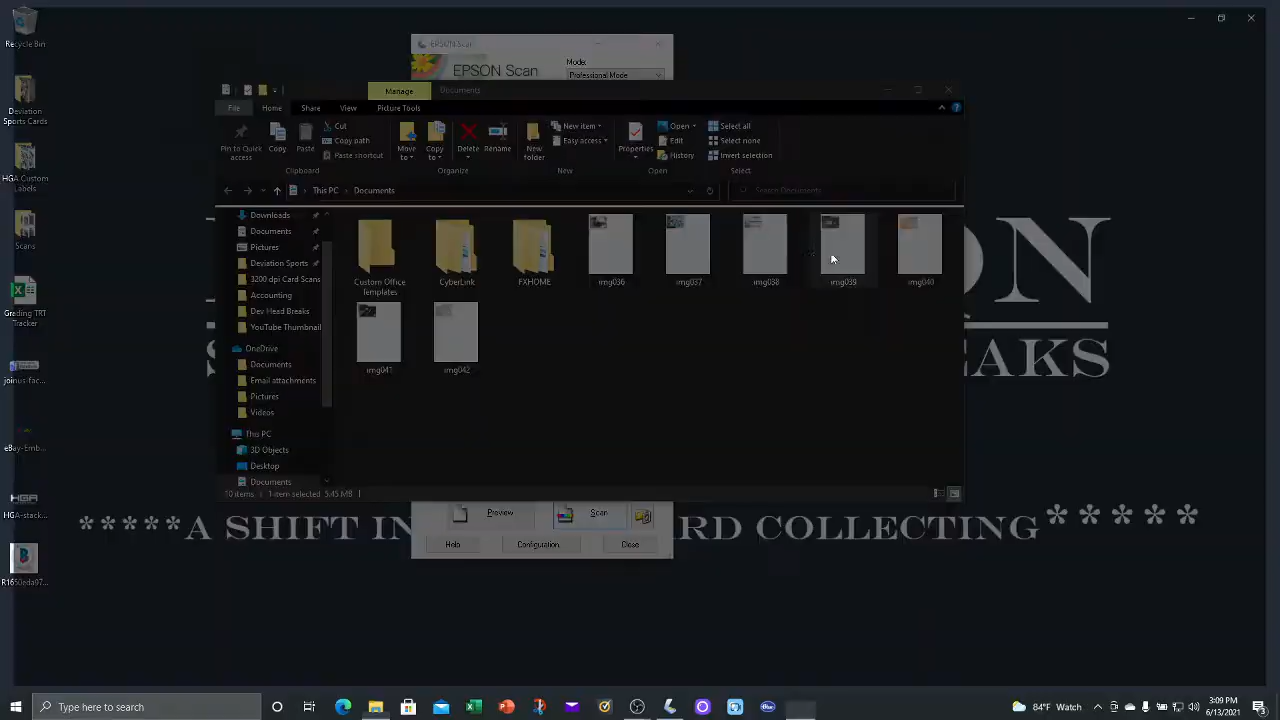 Recycle Bin
Deviation
Sports Cards
HGA Custom
Labels
Scans
Grading TRT
Tracker
joinus-fac...
eBay-Emb...
HGA
HGA-stack...
R1650eda97...
EPSON Scan
EPSON Scan
Mode:
Professional Mode
Manage
Documents
File
Home
Share
View
Picture Tools
Pin to Quick
access
Copy
Paste
Cut
Copy path
Paste shortcut
Clipboard
Move
to
Copy
to
Delete
Rename
Organize
New
folder
New item
Easy access
New
Properties
Open
Edit
History
Open
Select all
Select none
Invert selection
Select
This PC
Documents
Search Documents
Downloads
Documents
Pictures
Deviation Sports
3200 dpi Card Scans
Accounting
Dev Head Breaks
YouTube Thumbnail
OneDrive
Documents
Email attachments
Pictures
Videos
This PC
3D Objects
Desktop
Documents
Custom Office
Templates
CyberLink
FXHOME
img036
img037
img038
img039
img040
img041
img042
10 items
1 item selected 5.45 MB
Preview
Scan
Help
Configuration
Close
*****A SHIFT IN
RD COLLECTING*****
Type here to search
84°F Watch
3:09 PM
6/13/2021